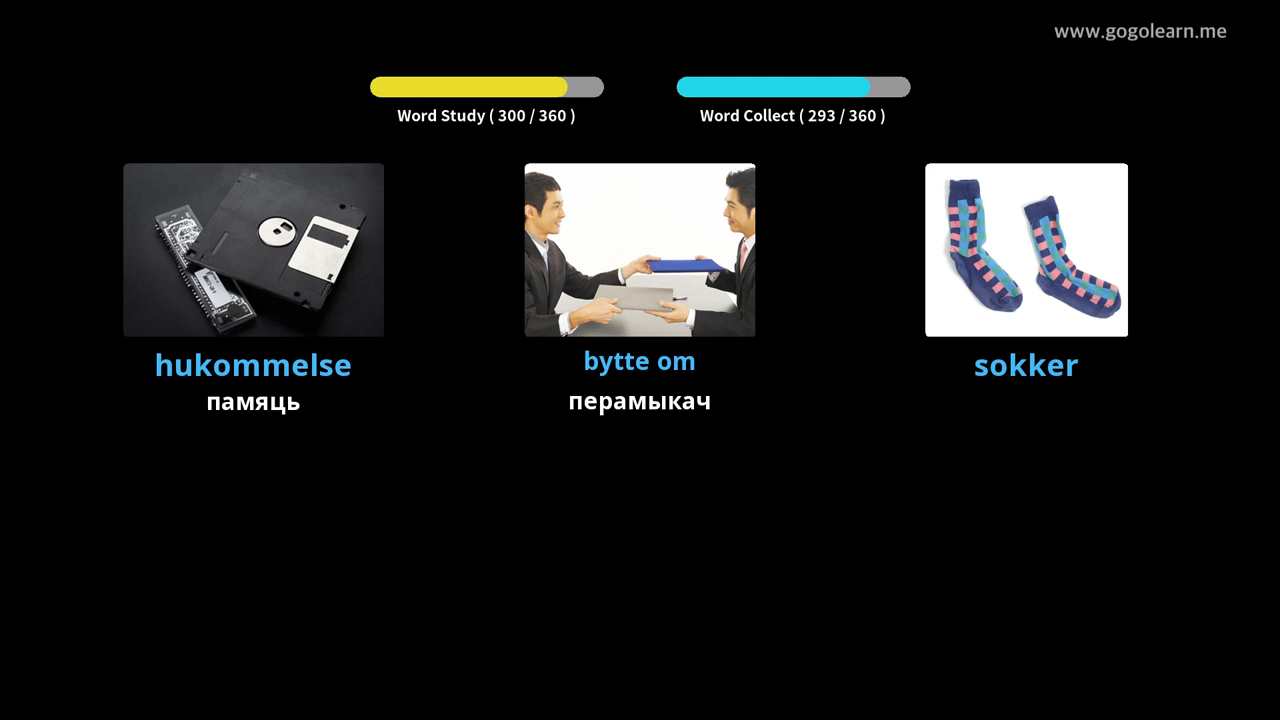 www.gogolearn.me
Word Study ( 300 / 360 )
Word Collect ( 293 / 360 )
hukommelse
памяць
bytte om
перамыкач
sokker